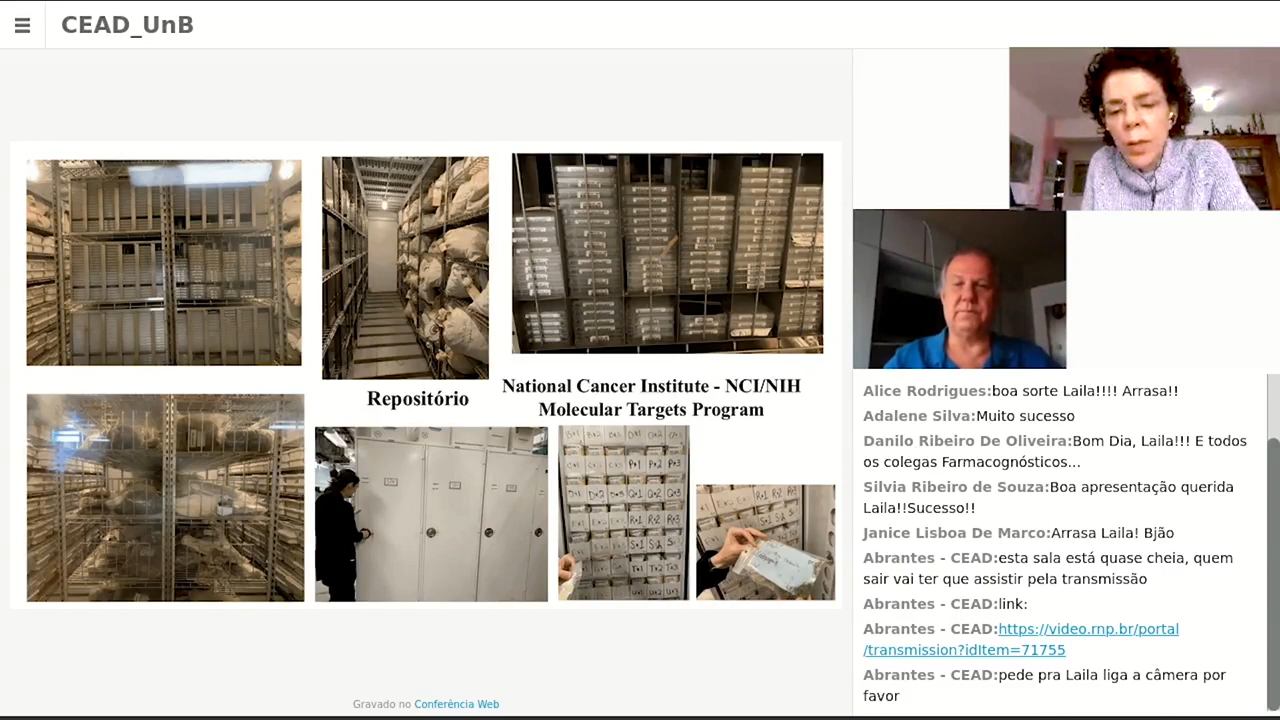 ☰ CEAD_UnB
Repositório
National Cancer Institute - NCI/NIH
Molecular Targets Program
Alice Rodrigues:boa sorte Laila!!!! Arrasa!!
Adalene Silva:Muito sucesso
Danilo Ribeiro De Oliveira:Bom Dia, Laila!!! E todos
os colegas Farmacognósticos...
Silvia Ribeiro de Souza:Boa apresentação querida
Laila!!Sucesso!!
Janice Lisboa De Marco:Arrasa Laila! Bjão
Abrantes - CEAD:esta sala está quase cheia, quem
sair vai ter que assistir pela transmissão
Abrantes - CEAD:link:
Abrantes - CEAD:https://video.rnp.br/portal
/transmission?idItem=71755
Abrantes - CEAD:pede pra Laila liga a câmera por
favor
Gravado no Conferência Web